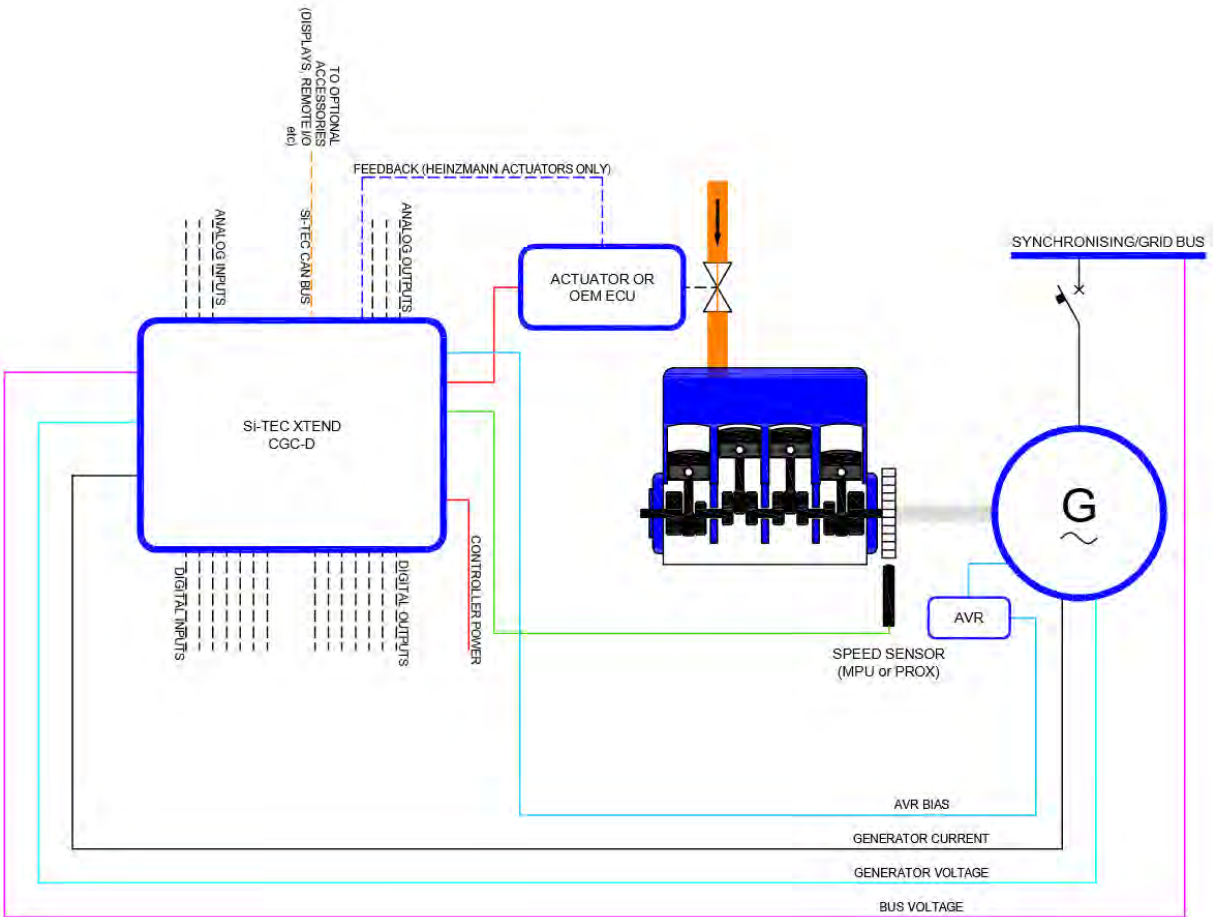 TO OPTIONAL
ACCESSORIES
(DISPLAYS, REMOTE I/O
etc)
FEEDBACK (HEINZMANN ACTUATORS ONLY)
ANALOG INPUTS
Si-TEC CAN BUS
ANALOG OUTPUTS
SYNCHRONISING/GRID BUS
ACTUATOR OR
OEM ECU
Si-TEC XTEND
CGC-D
G
DIGITAL INPUTS
DIGITAL OUTPUTS
CONTROLLER POWER
AVR
SPEED SENSOR
(MPU or PROX)
AVR BIAS
GENERATOR CURRENT
GENERATOR VOLTAGE
BUS VOLTAGE